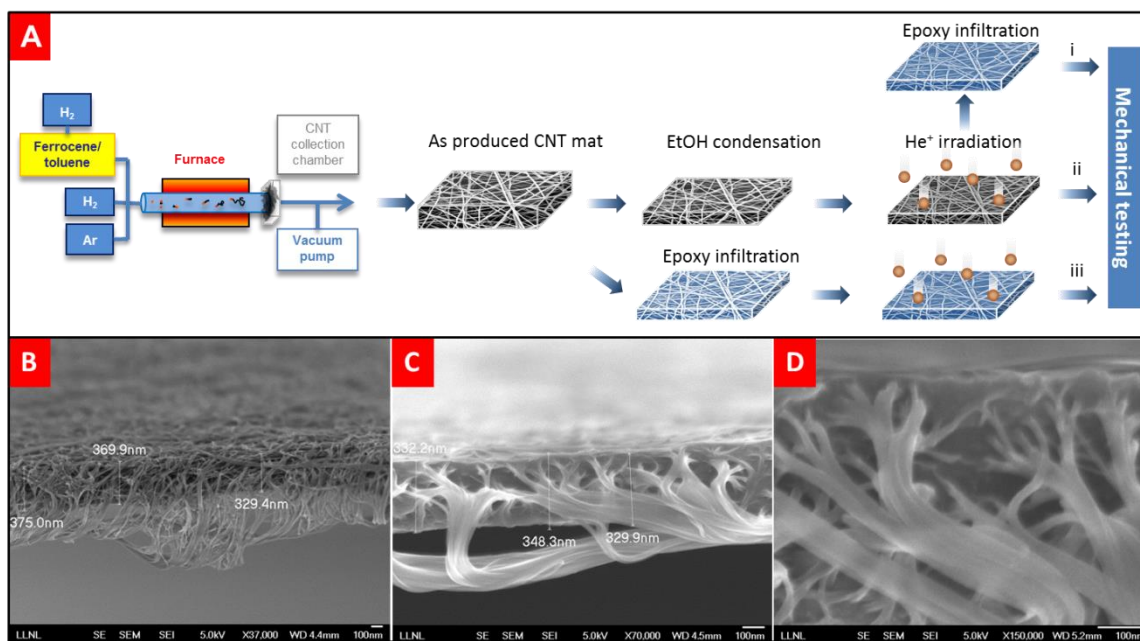 A
H2
Ferrocene/
toluene
H2
Ar
Furnace
CNT
collection
chamber
Vacuum
pump
As produced CNT mat
EtOH condensation
Epoxy infiltration
He+ irradiation
Epoxy infiltration
i
ii
iii
Mechanical testing
B
369.9nm
329.4nm
375.0nm
LLNL SE SEM SEI 5.0kV X37,000 WD 4.4mm 100nm
C
332.2nm
348.3nm
329.9nm
LLNL SE SEM SEI 5.0kV X70,000 WD 4.5mm 100nm
D
LLNL SE SEM SEI 5.0kV X150,000 WD 5.2mm 100nm